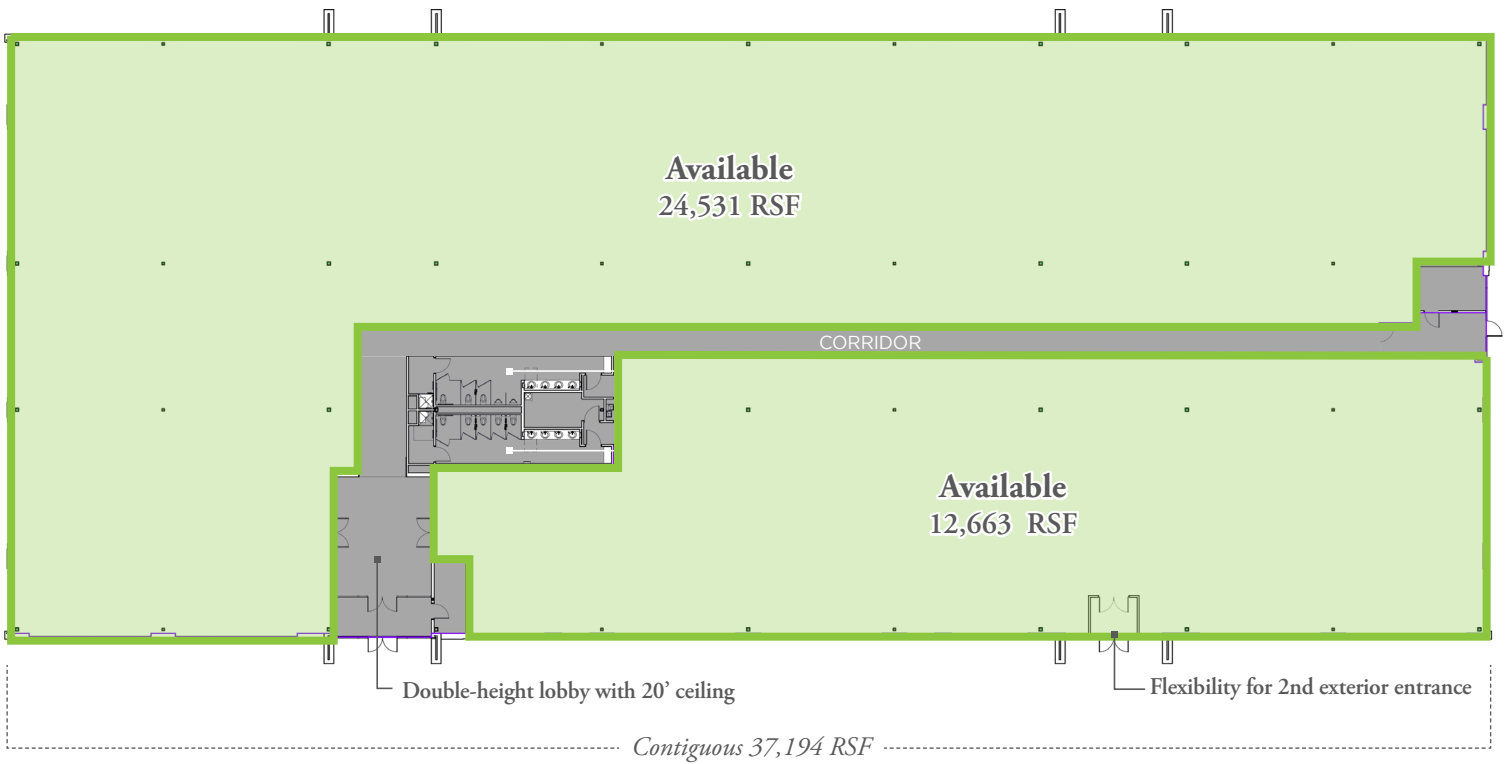 Available
24,531 RSF
CORRIDOR
Available
12,663 RSF
Double-height lobby with 20’ ceiling
Flexibility for 2nd exterior entrance
Contiguous 37,194 RSF